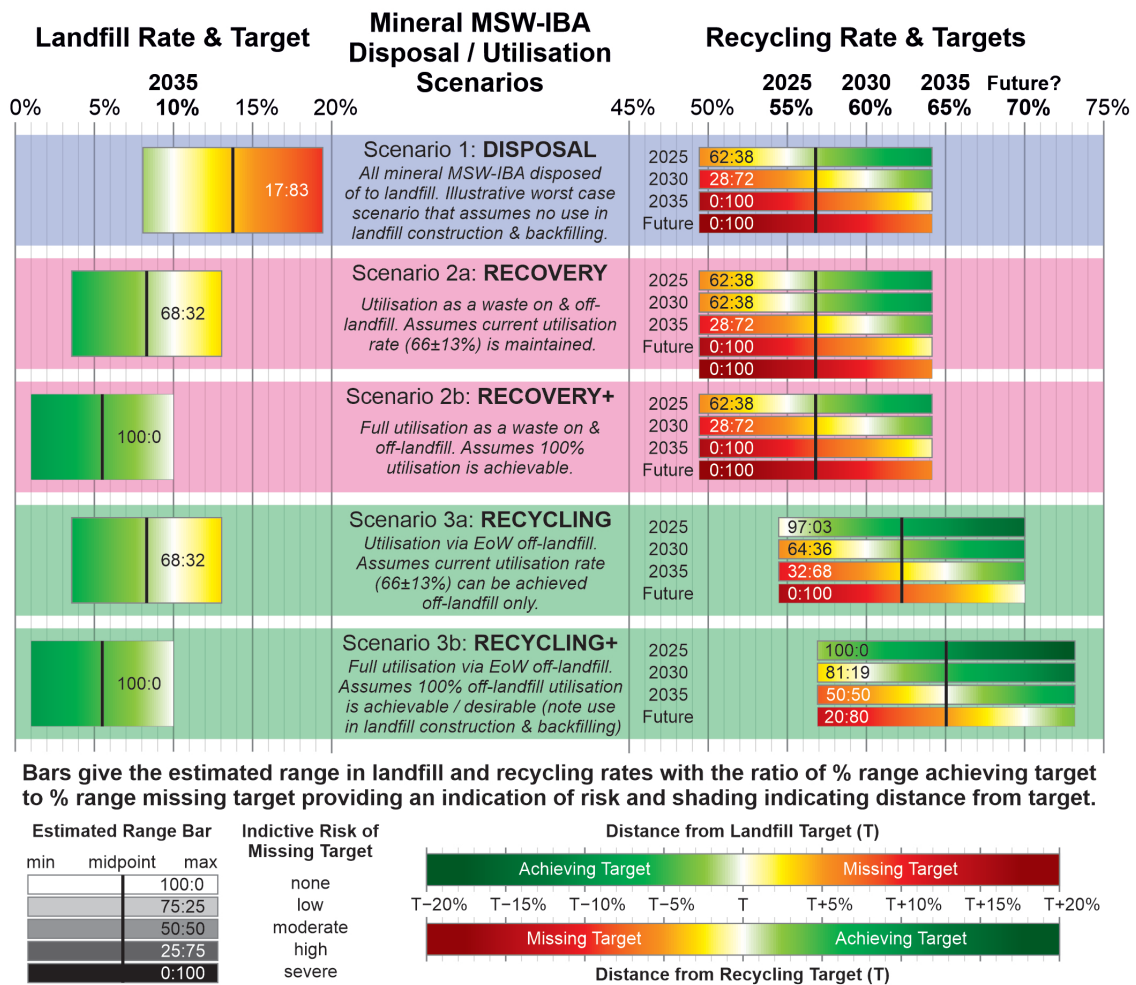 Landfill Rate & Target
Mineral MSW-IBA
Disposal / Utilisation
Scenarios
Recycling Rate & Targets
2035
2025 2030 2035 Future?
0% 5% 10% 15% 20% 45% 50% 55% 60% 65% 70% 75%
17:83
Scenario 1: DISPOSAL
All mineral MSW-IBA disposed
of to landfill. Illustrative worst case
scenario that assumes no use in
landfill construction & backfilling.
2025 62:38
2030 28:72
2035 0:100
Future 0:100
68:32
Scenario 2a: RECOVERY
Utilisation as a waste on & off-
landfill. Assumes current utilisation
rate (66±13%) is maintained.
2025 62:38
2030 62:38
2035 28:72
Future 0:100
0:100
100:0
Scenario 2b: RECOVERY+
Full utilisation as a waste on &
off-landfill. Assumes 100%
utilisation is achievable.
2025 62:38
2030 28:72
2035 0:100
Future 0:100
68:32
Scenario 3a: RECYCLING
Utilisation via EoW off-landfill.
Assumes current utilisation rate
(66±13%) can be achieved
off-landfill only.
2025 97:03
2030 64:36
2035 32:68
Future 0:100
100:0
Scenario 3b: RECYCLING+
Full utilisation via EoW off-landfill.
Assumes 100% off-landfill utilisation
is achievable / desirable (note use
in landfill construction & backfilling)
2025 100:0
2030 81:19
2035 50:50
Future 20:80
Bars give the estimated range in landfill and recycling rates with the ratio of % range achieving target
to % range missing target providing an indication of risk and shading indicating distance from target.
Estimated Range Bar
min midpoint max
Indictive Risk of
Missing Target
100:0 none
75:25 low
50:50 moderate
25:75 high
0:100 severe
Distance from Landfill Target (T)
Achieving Target Missing Target
T−20% T−15% T−10% T−5% T T+5% T+10% T+15% T+20%
Missing Target Achieving Target
Distance from Recycling Target (T)